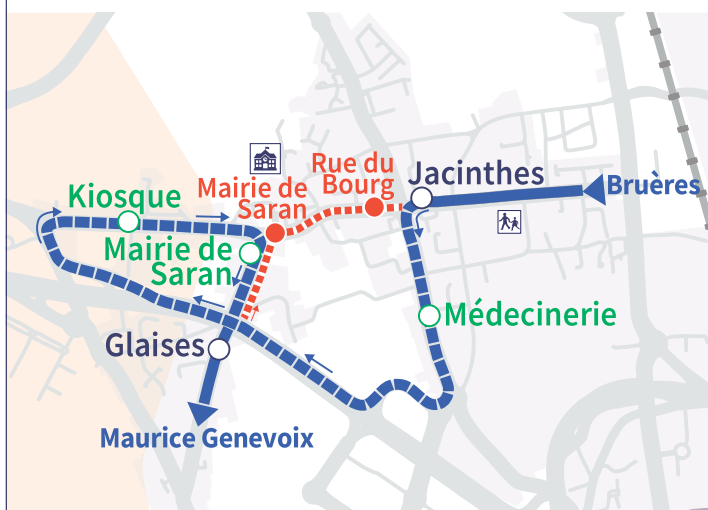 Rue du
Bourg
Jacinthes
Bruères
Kiosque
Mairie de
Saran
Mairie de
Saran
Médecinerie
Glaises
Maurice Genevoix